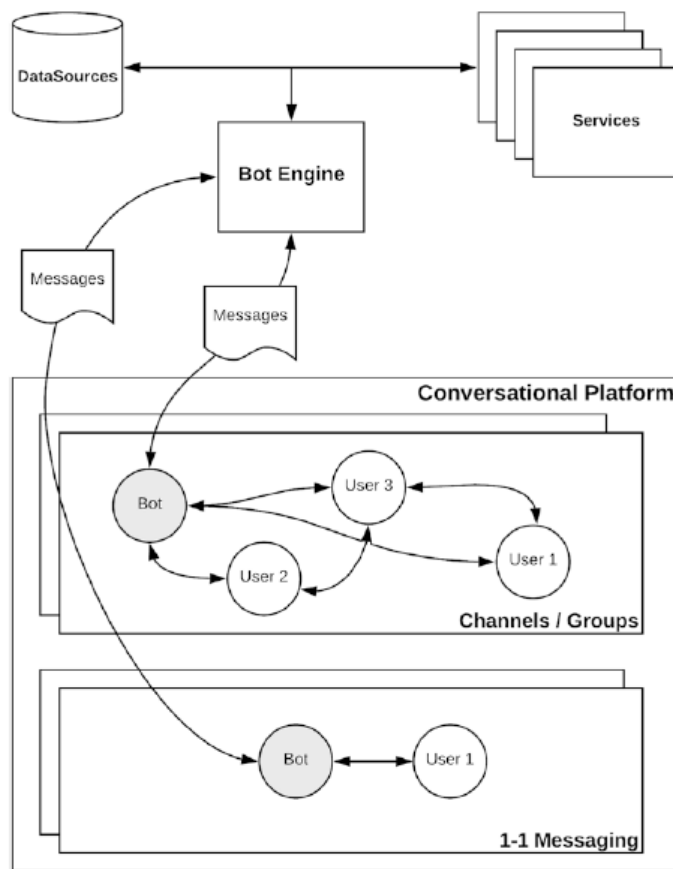 DataSources
Services
Bot Engine
Messages
Messages
Conversational Platform
User 3
Bot
User 1
User 2
Channels / Groups
Bot
User 1
1-1 Messaging